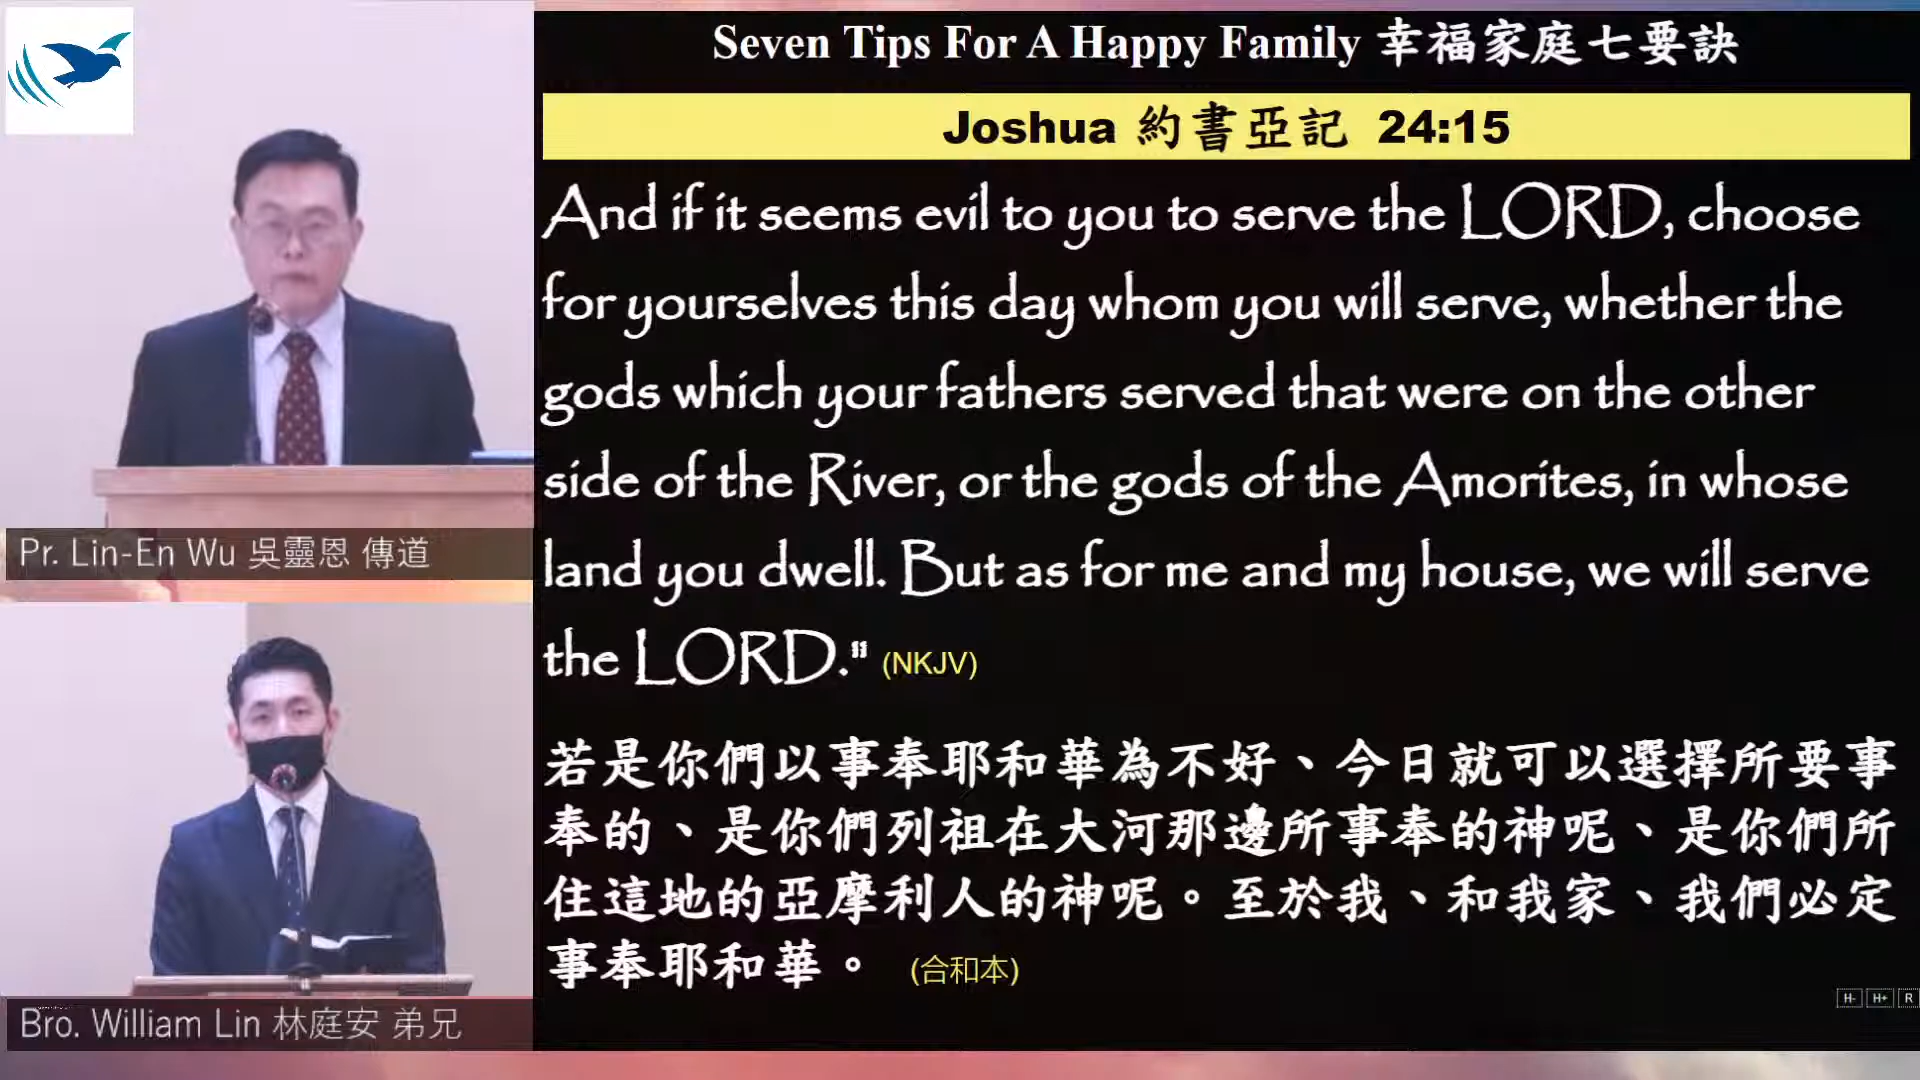 Seven Tips For A Happy Family 幸福家庭七要訣
Joshua 約書亞記 24:15
And if it seems evil to you to serve the LORD, choose
for yourselves this day whom you will serve, whether the
gods which your fathers served that were on the other
side of the River, or the gods of the Amorites, in whose
land you dwell. But as for me and my house, we will serve
the LORD." (NKJV)
若是你們以事奉耶和華為不好、今日就可以選擇所要事
奉的、是你們列祖在大河那邊所事奉的神呢、是你們所
住這地的亞摩利人的神呢。至於我、和我家、我們必定
事奉耶和華。 (合和本)
H- H+ R
Pr. Lin-En Wu 吳靈恩 傳道
Bro. William Lin 林庭安 弟兄